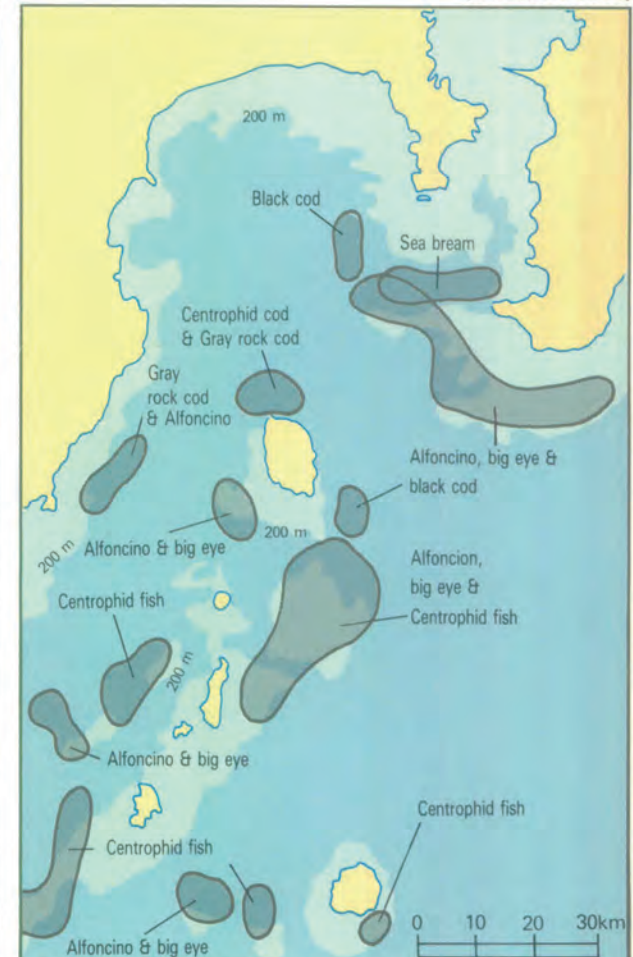 200 m
Black cod
Sea bream
Centrophid cod
& Gray rock cod
Gray
rock cod
& Alfoncino
Alfoncino, big eye &
black cod
200 m
Alfoncino & big eye
200 m
Alfoncion,
big eye &
Centrophid fish
Centrophid fish
200 m
Alfoncino & big eye
Centrophid fish
Centrophid fish
Alfoncino & big eye
0 10 20 30km